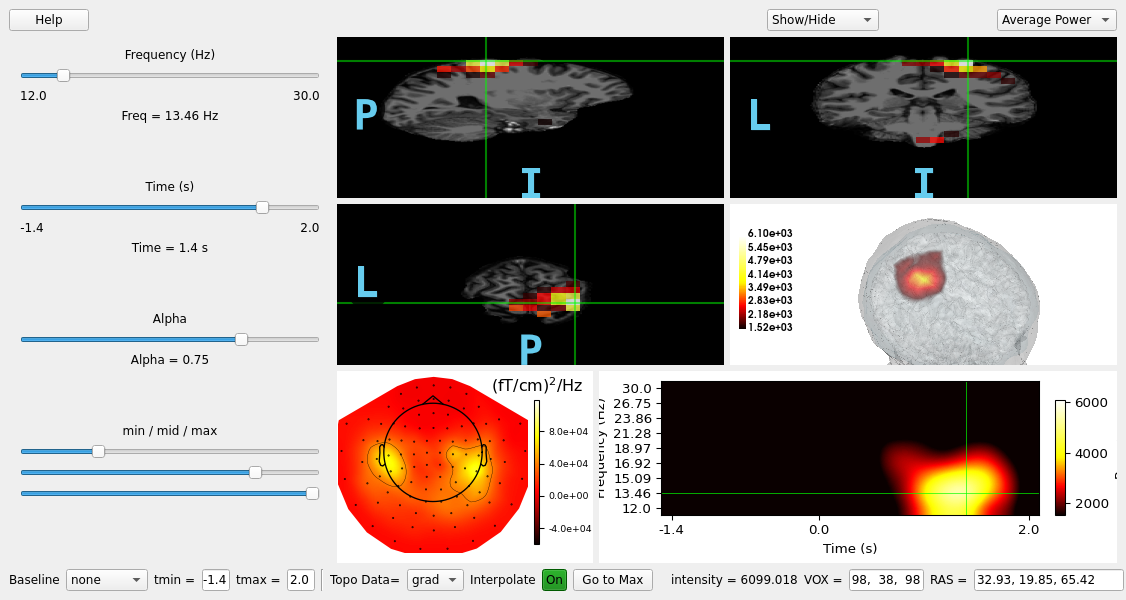 Help
Show/Hide
Average Power
Frequency (Hz)
12.0 30.0
Freq = 13.46 Hz
Time (s)
-1.4 2.0
Time = 1.4 s
Alpha
Alpha = 0.75
min / mid / max
P
I
L
I
L
P
6.10e+03
5.45e+03
4.79e+03
4.14e+03
3.49e+03
2.83e+03
2.18e+03
1.52e+03
(fT/cm)²/Hz
8.0e+04
4.0e+04
0.0e+00
-4.0e+04
Frequency (Hz)
30.0
26.75
23.86
21.28
18.97
16.92
15.09
13.46
12.0
-1.4 0.0 2.0
Time (s)
6000
4000
2000
Baseline none tmin = -1.4 tmax = 2.0 Topo Data= grad Interpolate On Go to Max intensity = 6099.018 VOX = 98, 38, 98 RAS = 32.93, 19.85, 65.42